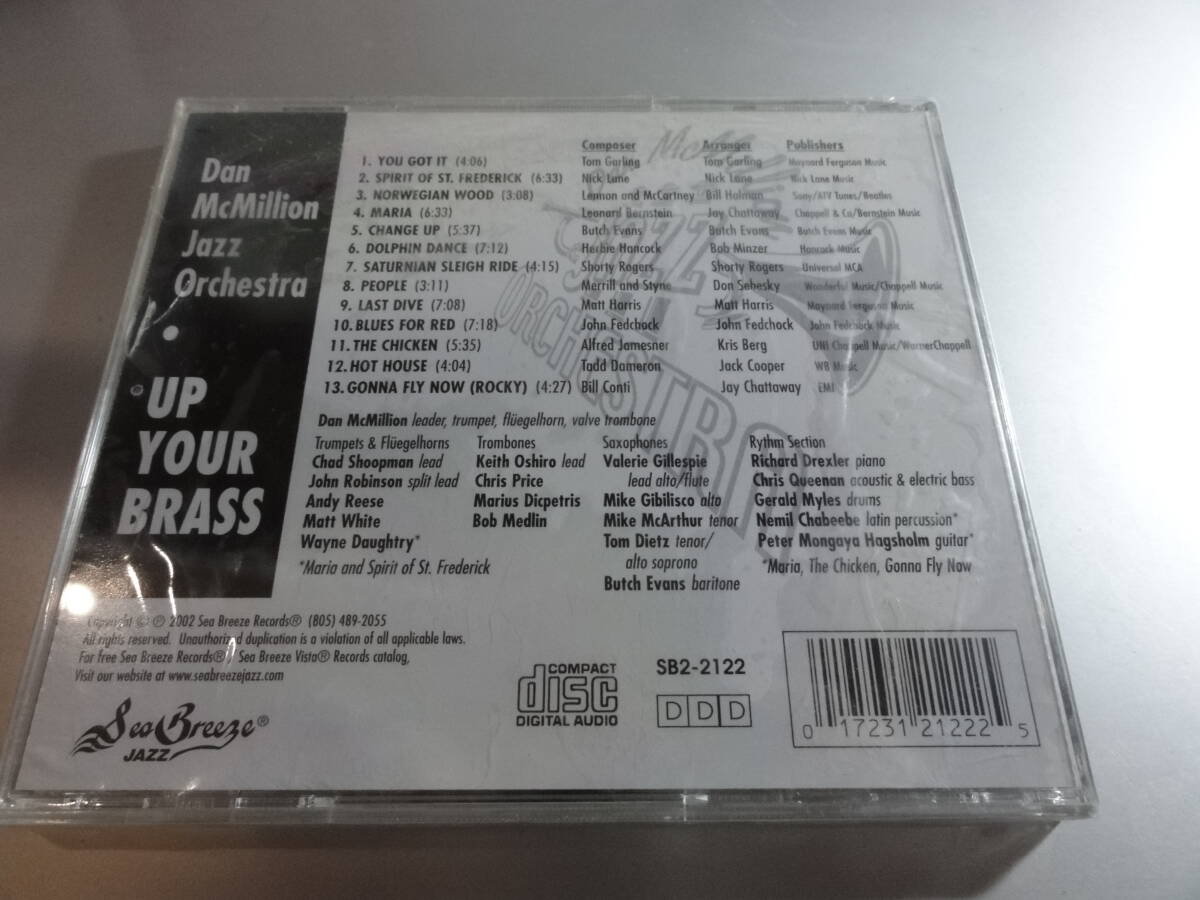 Dan
McMillion
Jazz
Orchestra
UP
YOUR
BRASS
Composer Arranger Publishers
1. YOU GOT IT (4:06) Tom Garling Tom Garling Maynard Ferguson Music
2. SPIRIT OF ST. FREDERICK (6:33) Nick Lane Nick Lane Nick Lane Music
3. NORWEGIAN WOOD (3:08) Lennon and McCartney Bill Holman Sony/ATV Tunes/Beatles
4. MARIA (6:33) Leonard Bernstein Jay Chattaway Chappell & Co/Bernstein Music
5. CHANGE UP (5:37) Butch Evans Butch Evans Butch Evans Music
6. DOLPHIN DANCE (7:12) Herbie Hancock Bob Minzer Hancock Music
7. SATURNIAN SLEIGH RIDE (4:15) Shorty Rogers Shorty Rogers Universal MCA
8. PEOPLE (3:11) Merrill and Styne Don Sebesky Wonderful Music/Chappell Music
9. LAST DIVE (7:08) Matt Harris Matt Harris Maynard Ferguson Music
10. BLUES FOR RED (7:18) John Fedchock John Fedchock John Fedchock Music
11. THE CHICKEN (5:35) Alfred Jamesner Kris Berg UNI Chappell Music/WarnerChappell
12. HOT HOUSE (4:04) Tadd Dameron Jack Cooper WB Music
13. GONNA FLY NOW (ROCKY) (4:27) Bill Conti Jay Chattaway EMI
JAZZ
ORCHESTRA
Dan McMillion leader, trumpet, flüegelhorn, valve trombone
Trumpets & Flüegelhorns Trombones Saxophones Rythm Section
Chad Shoopman lead Keith Oshiro lead Valerie Gillespie Richard Drexler piano
John Robinson split lead Chris Price lead alto/flute Chris Queenan acoustic & electric bass
Andy Reese Marius Dicpetris Mike Gibilisco alto Gerald Myles drums
Matt White Bob Medlin Mike McArthur tenor Nemil Chabeebe latin percussion*
Wayne Daughtry* Tom Dietz tenor/ Peter Mongaya Hagsholm guitar*
*Maria and Spirit of St. Frederick alto soprono *Maria, The Chicken, Gonna Fly Now
Butch Evans baritone
Copyright © ℗ 2002 Sea Breeze Records® (805) 489-2055
All rights reserved. Unauthorized duplication is a violation of all applicable laws.
For free Sea Breeze Records® / Sea Breeze Vista® Records catalog,
Visit our website at www.seabreezejazz.com
Sea Breeze®
JAZZ
COMPACT
disc
DIGITAL AUDIO
SB2-2122
DDD
0 17231 21222 5